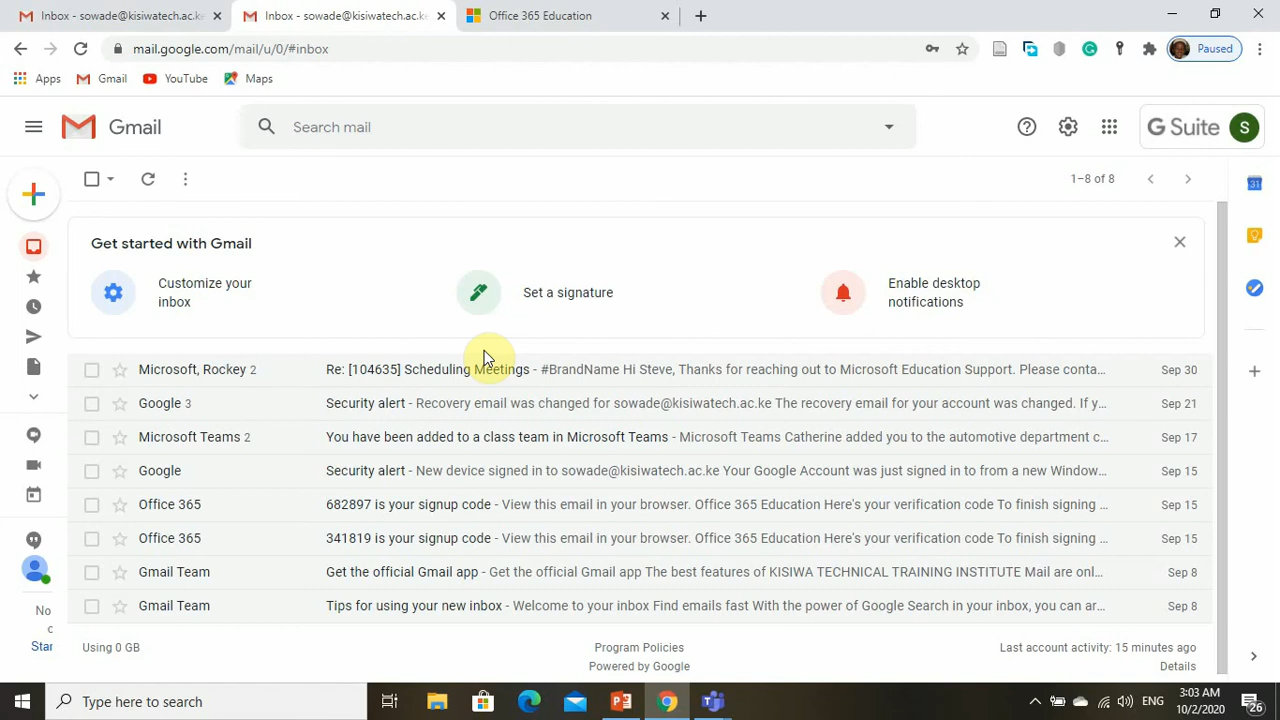 Inbox - sowade@kisiwatech.ac.ke
Inbox - sowade@kisiwatech.ac.ke
Office 365 Education
mail.google.com/mail/u/0/#inbox
Paused
Apps
Gmail
YouTube
Maps
Gmail
Search mail
G Suite
S
1–8 of 8
31
Get started with Gmail
Customize your
inbox
Set a signature
Enable desktop
notifications
Microsoft, Rockey 2 Re: [104635] Scheduling Meetings - #BrandName Hi Steve, Thanks for reaching out to Microsoft Education Support. Please conta… Sep 30
Google 3 Security alert - Recovery email was changed for sowade@kisiwatech.ac.ke The recovery email for your account was changed. If y… Sep 21
Microsoft Teams 2 You have been added to a class team in Microsoft Teams - Microsoft Teams Catherine added you to the automotive department c… Sep 17
Google Security alert - New device signed in to sowade@kisiwatech.ac.ke Your Google Account was just signed in to from a new Window… Sep 15
Office 365 682897 is your signup code - View this email in your browser. Office 365 Education Here's your verification code To finish signing … Sep 15
Office 365 341819 is your signup code - View this email in your browser. Office 365 Education Here's your verification code To finish signing … Sep 15
Gmail Team Get the official Gmail app - Get the official Gmail app The best features of KISIWA TECHNICAL TRAINING INSTITUTE Mail are onl… Sep 8
Gmail Team Tips for using your new inbox - Welcome to your inbox Find emails fast With the power of Google Search in your inbox, you can ar… Sep 8
No
c
Star
Using 0 GB
Program Policies
Powered by Google
Last account activity: 15 minutes ago
Details
Type here to search
ENG
3:03 AM
10/2/2020
26